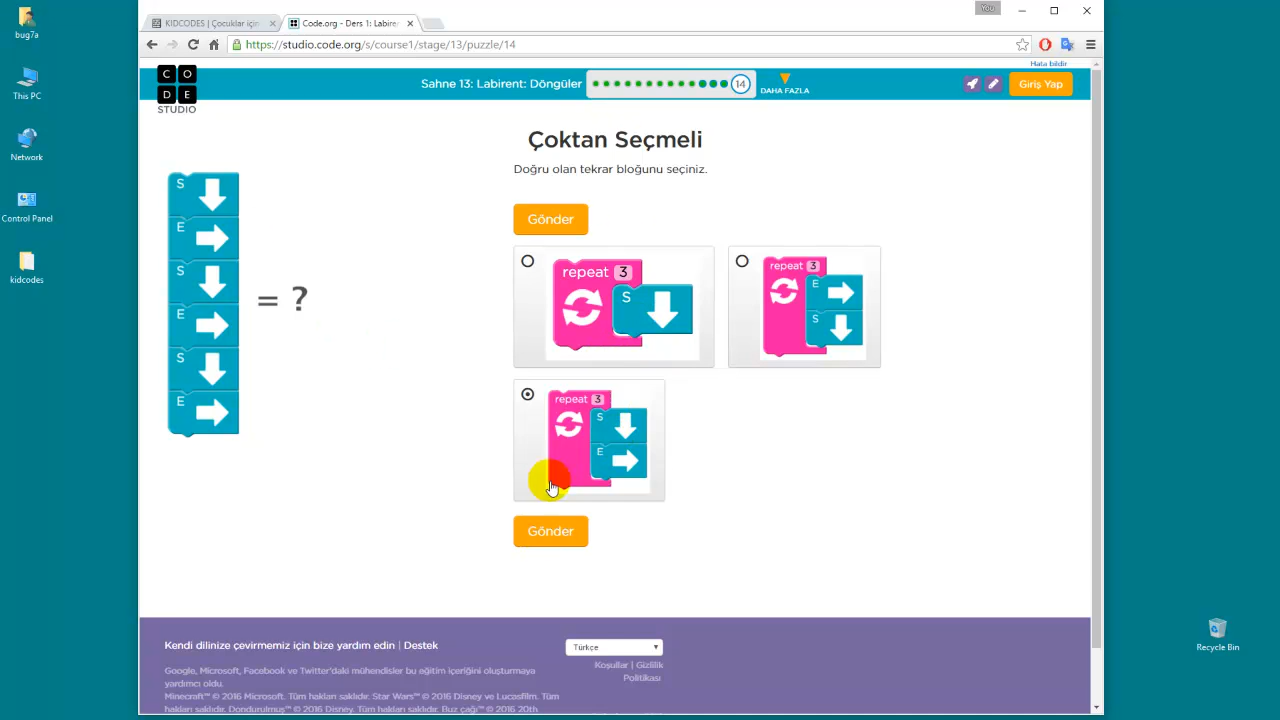 bug7a
This PC
Network
Control Panel
kidcodes
Recycle Bin
KIDCODES | Çocuklar için
Code.org - Ders 1: Labiren
You
https://studio.code.org/s/course1/stage/13/puzzle/14
Hata bildir
C O
D E
STUDIO
Sahne 13: Labirent: Döngüler
14
DAHA FAZLA
Giriş Yap
Çoktan Seçmeli
Doğru olan tekrar bloğunu seçiniz.
S
E
S
E
S
E
= ?
Gönder
repeat 3
S
repeat 3
E
S
repeat 3
S
E
Gönder
Kendi dilinize çevirmemiz için bize yardım edin | Destek
Türkçe
Koşullar | Gizlilik
Politikası
Google, Microsoft, Facebook ve Twitter'daki mühendisler bu eğitim içeriğini oluşturmaya
yardımcı oldu.
Minecraft™ © 2016 Microsoft. Tüm hakları saklıdır. Star Wars™ © 2016 Disney ve Lucasfilm. Tüm
hakları saklıdır. Dondurulmuş™ © 2016 Disney. Tüm hakları saklıdır. Buz çağı™ © 2016 20th